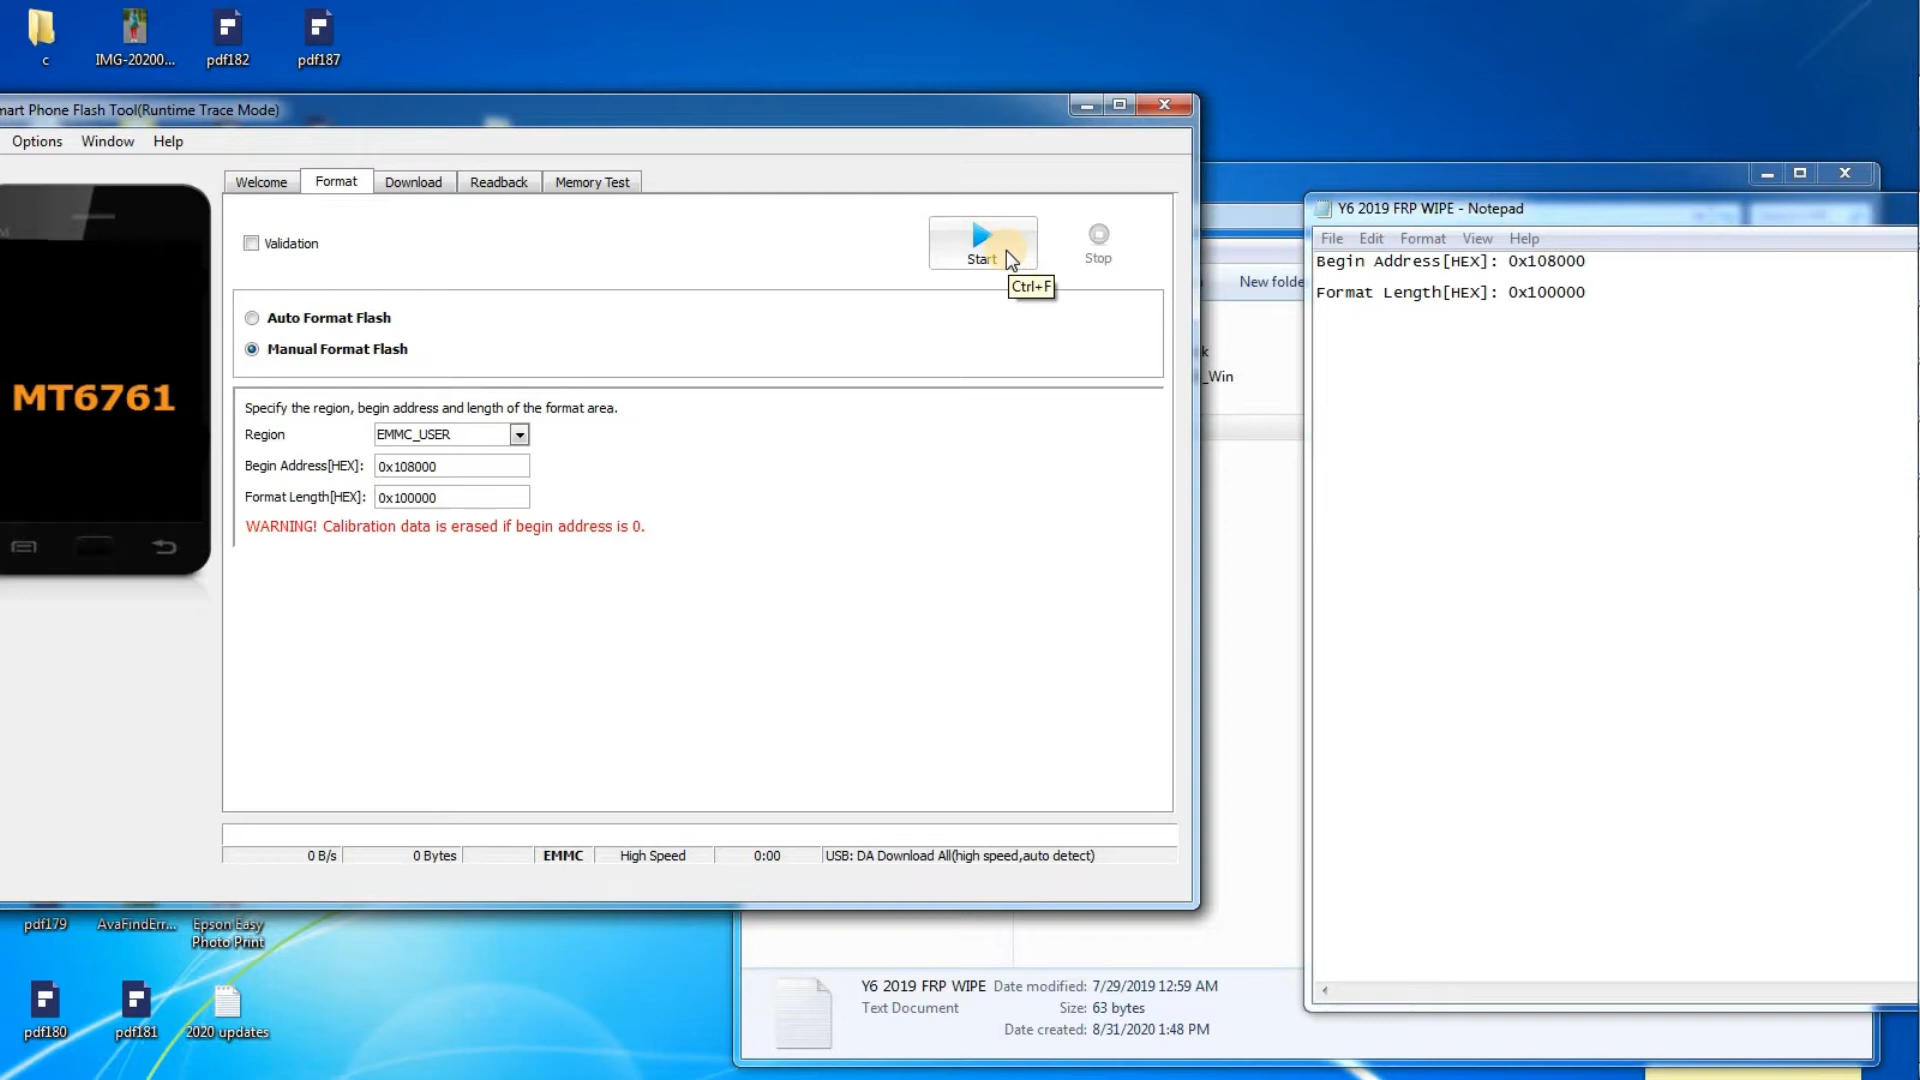 c
IMG-20200...
pdf182
pdf187
mart Phone Flash Tool(Runtime Trace Mode)
Options Window Help
Welcome Format Download Readback Memory Test
Validation
Start
Stop
Ctrl+F
Auto Format Flash
Manual Format Flash
MT6761
Specify the region, begin address and length of the format area.
Region EMMC_USER
Begin Address[HEX]: 0x108000
Format Length[HEX]: 0x100000
WARNING! Calibration data is erased if begin address is 0.
0 B/s 0 Bytes EMMC High Speed 0:00 USB: DA Download All(high speed,auto detect)
Y6 2019 FRP WIPE - Notepad
File Edit Format View Help
Begin Address[HEX]: 0x108000
Format Length[HEX]: 0x100000
New folde
k
_Win
pdf179
AvaFindErr...
Epson Easy
Photo Print
pdf180
pdf181
2020 updates
Y6 2019 FRP WIPE Date modified: 7/29/2019 12:59 AM
Text Document Size: 63 bytes
Date created: 8/31/2020 1:48 PM